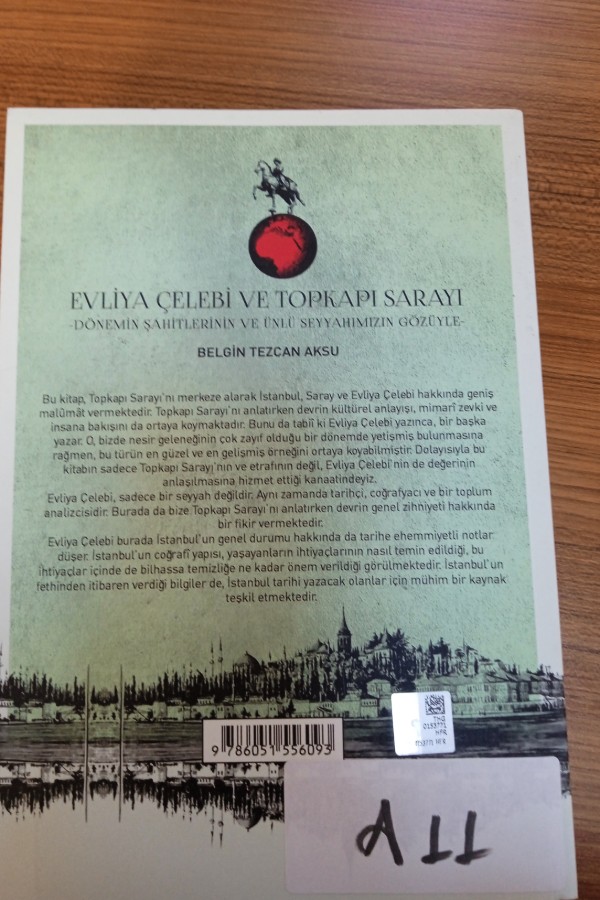 EVLİYA ÇELEBİ VE TOPKAPI SARAYI
-DÖNEMİN ŞAHİTLERİNİN VE ÜNLÜ SEYYAHIMIZIN GÖZÜYLE-
BELGİN TEZCAN AKSU
Bu kitap, Topkapı Sarayı'nı merkeze alarak İstanbul, Saray ve Evliya Çelebi hakkında geniş
malûmât vermektedir. Topkapı Sarayı'nı anlatırken devrin kültürel anlayışı, mimarî zevki ve
insana bakışını da ortaya koymaktadır. Bunu da tabîî ki Evliya Çelebi yazınca, bir başka
yazar. O, bizde nesir geleneğinin çok zayıf olduğu bir dönemde yetişmiş bulunmasına
rağmen, bu türün en güzel ve en gelişmiş örneğini ortaya koyabilmiştir. Dolayısıyla bu
kitabın sadece Topkapı Sarayı'nın ve etrafının değil, Evliya Çelebi'nin de değerinin
anlaşılmasına hizmet ettiği kanaatindeyiz.
Evliya Çelebi, sadece bir seyyah değildir. Aynı zamanda tarihçi, coğrafyacı ve bir toplum
analizcisidir. Burada da bize Topkapı Sarayı'nı anlatırken devrin genel zihniyeti hakkında
bir fikir vermektedir.
Evliya Çelebi burada İstanbul'un genel durumu hakkında da tarihe ehemmiyetli notlar
düşer. İstanbul'un coğrafî yapısı, yaşayanların ihtiyaçlarının nasıl temin edildiği, bu
ihtiyaçlar içinde de bilhassa temizliğe ne kadar önem verildiği görülmektedir. İstanbul'un
fethinden itibaren verdiği bilgiler de, İstanbul tarihi yazacak olanlar için mühim bir kaynak
teşkil etmektedir.
9 786051 556093
THG
0153771
HFR
0153771 HFR
A 11